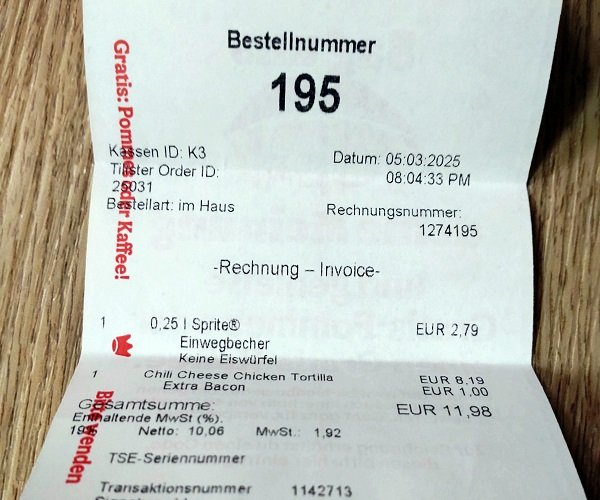 Bestellnummer
195
Gratis: Pommes oder Kaffee!
Kassen ID: K3
Datum: 05:03:2025
Tillster Order ID:
08:04:33 PM
25031
Bestellart: im Haus
Rechnungsnummer:
1274195
-Rechnung – Invoice-
1 0,25 l Sprite® EUR 2,79
Einwegbecher
Keine Eiswürfel
1 Chili Cheese Chicken Tortilla EUR 8,19
Extra Bacon EUR 1,00
Gesamtsumme: EUR 11,98
Enthaltende MwSt (%).
19% Netto: 10,06 MwSt.: 1,92
Bitte wenden
TSE-Seriennummer
Transaktionsnummer 1142713